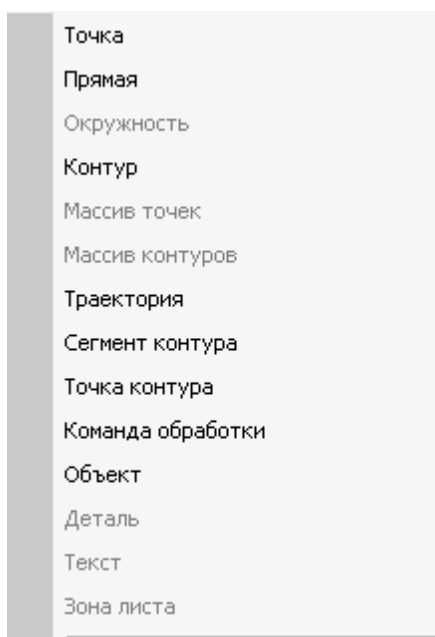 Точка
Прямая
Окружность
Контур
Массив точек
Массив контуров
Траектория
Сегмент контура
Точка контура
Команда обработки
Объект
Деталь
Текст
Зона листа